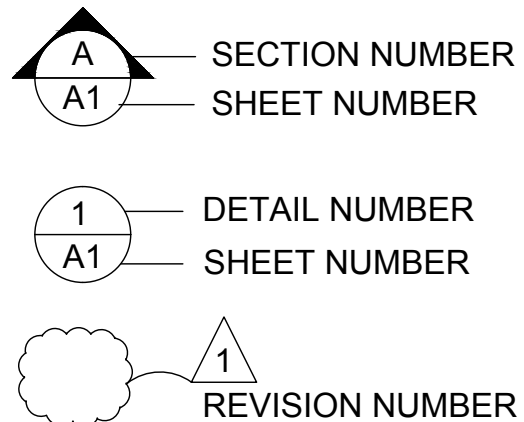 A
SECTION NUMBER
A1
SHEET NUMBER
1
DETAIL NUMBER
A1
SHEET NUMBER
1
REVISION NUMBER